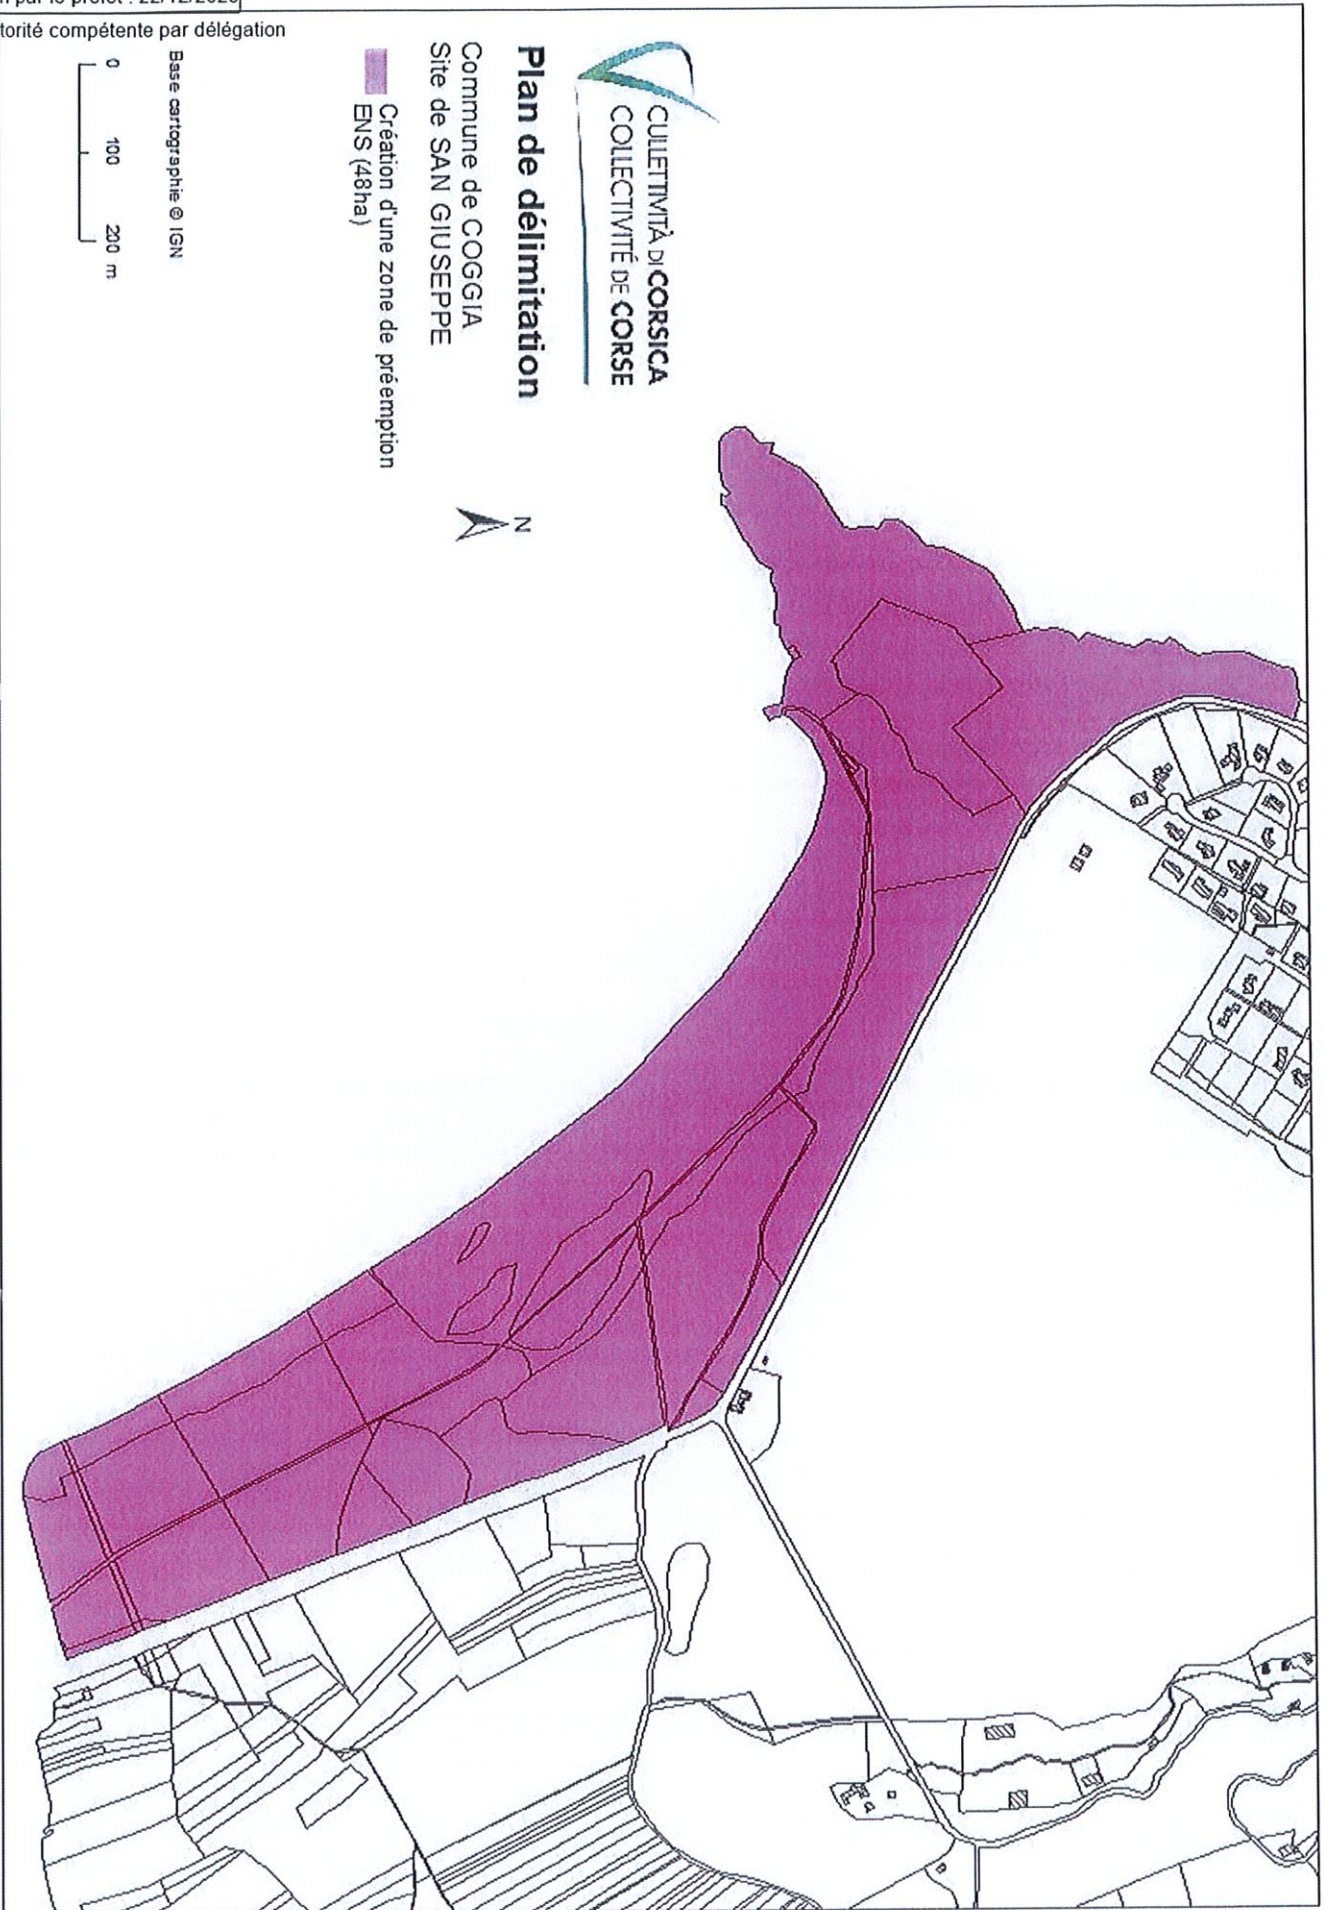 torité compétente par délégation
CULLETTIVITÀ DI CORSICA
COLLECTIVITÉ DE CORSE
Plan de délimitation
Commune de COGGIA
Site de SAN GIUSEPPE
Création d'une zone de préemption
ENS (48ha)
N
Base cartographie © IGN
0 100 200 m